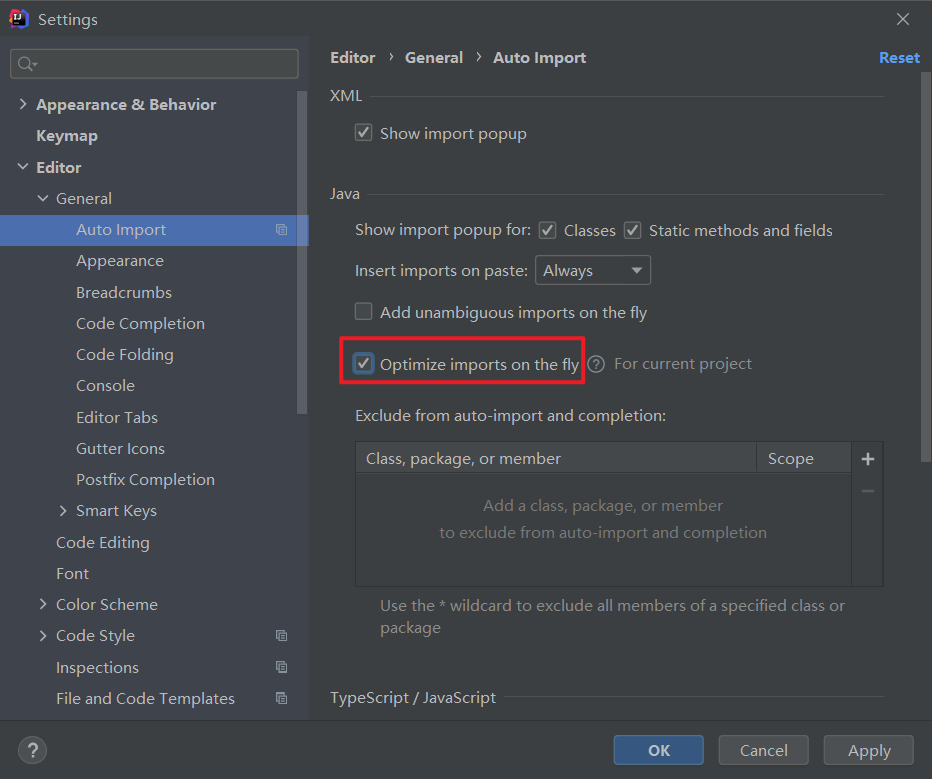 Settings
Appearance & Behavior
Keymap
Editor
General
Auto Import
Appearance
Breadcrumbs
Code Completion
Code Folding
Console
Editor Tabs
Gutter Icons
Postfix Completion
Smart Keys
Code Editing
Font
Color Scheme
Code Style
Inspections
File and Code Templates
Editor › General › Auto Import Reset
XML
Show import popup
Java
Show import popup for: Classes Static methods and fields
Insert imports on paste: Always
Add unambiguous imports on the fly
Optimize imports on the fly ? For current project
Exclude from auto-import and completion:
Class, package, or member Scope
Add a class, package, or member
to exclude from auto-import and completion
Use the * wildcard to exclude all members of a specified class or
package
TypeScript / JavaScript
? OK Cancel Apply